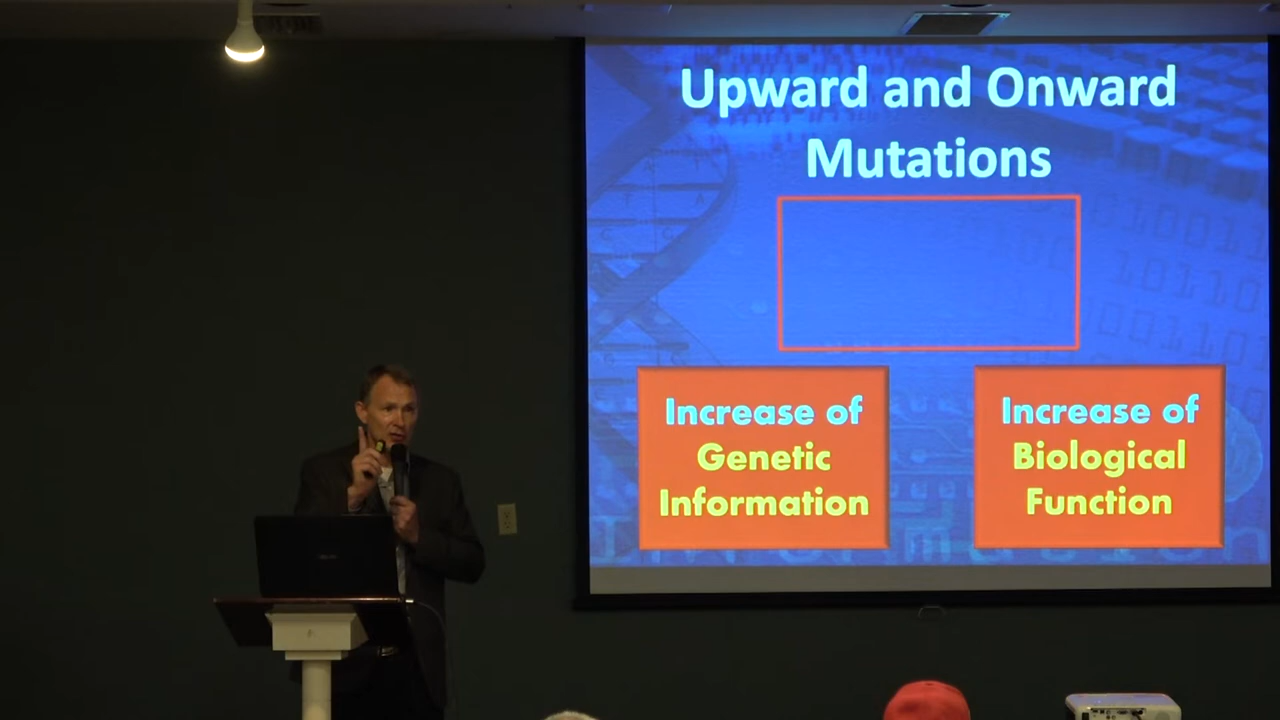 Upward and Onward
Mutations
Increase of
Genetic
Information
Increase of
Biological
Function